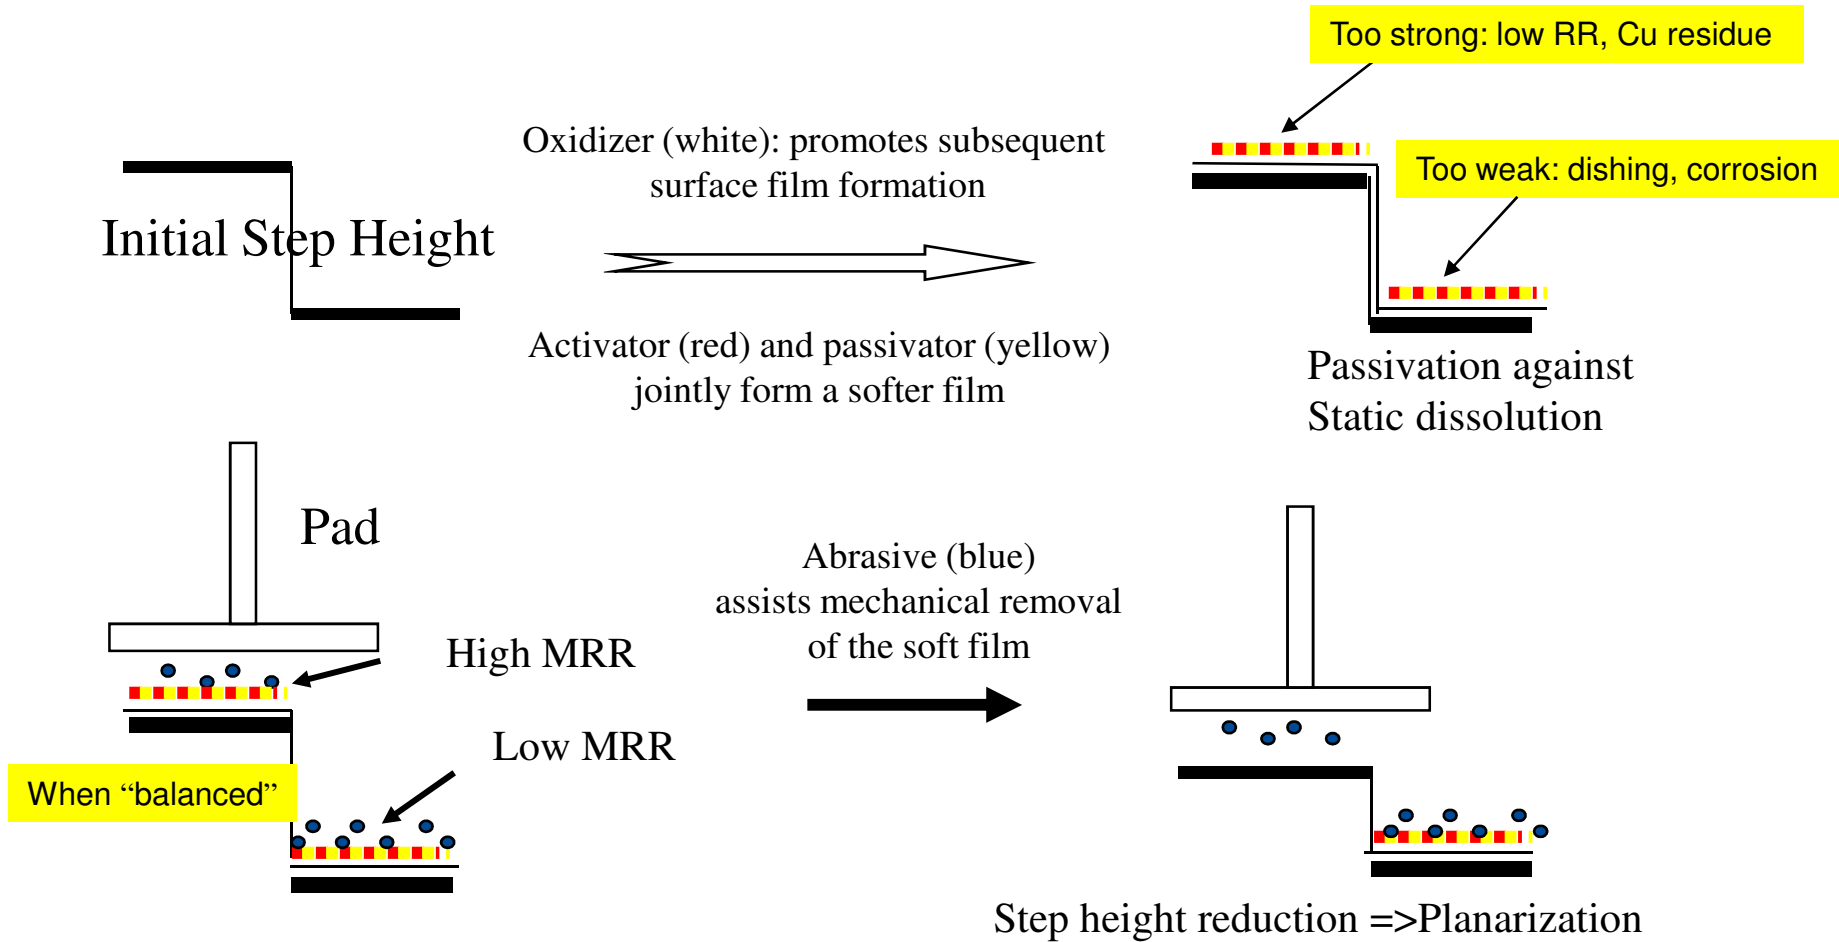 Too strong: low RR, Cu residue
Oxidizer (white): promotes subsequent
surface film formation
Too weak: dishing, corrosion
Initial Step Height
Activator (red) and passivator (yellow)
jointly form a softer film
Passivation against
Static dissolution
Pad
Abrasive (blue)
assists mechanical removal
of the soft film
High MRR
Low MRR
When “balanced”
Step height reduction =>Planarization